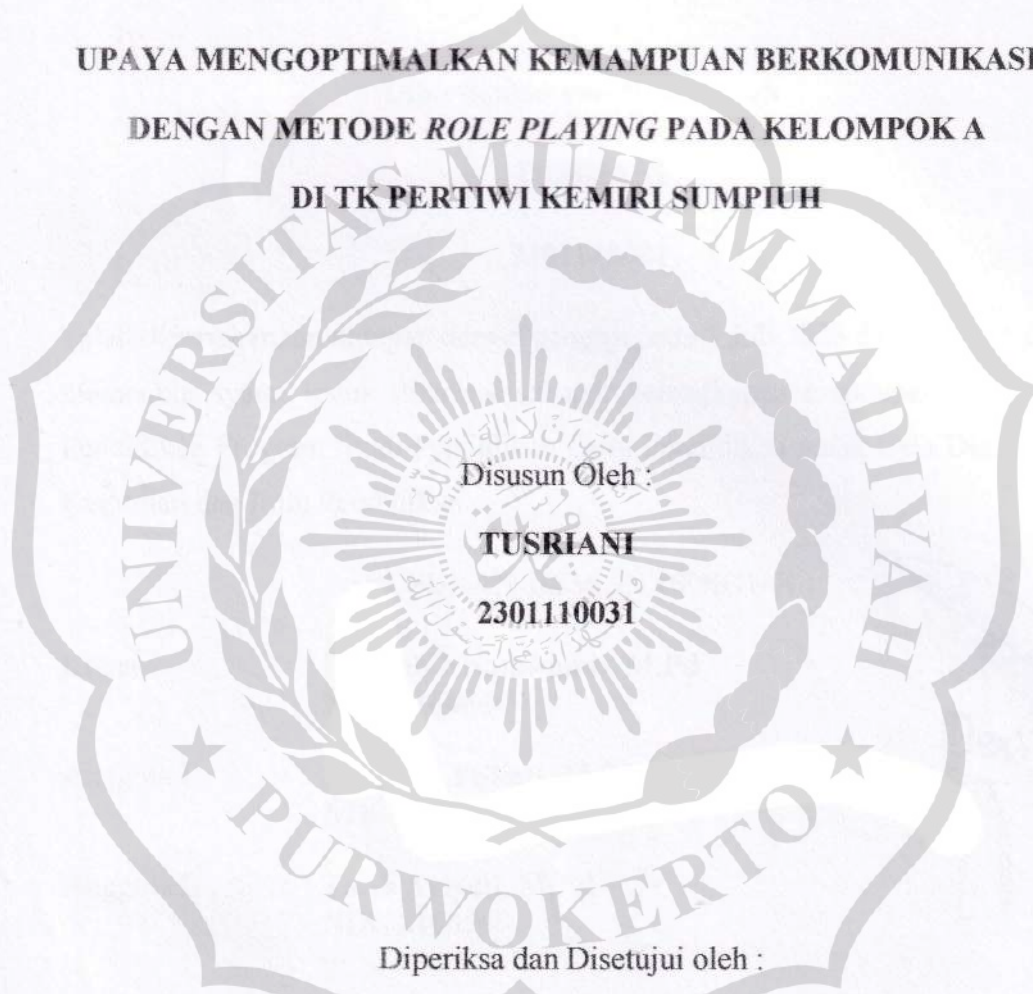 UPAYA MENGOPTIMALKAN KEMAMPUAN BERKOMUNIKASI
DENGAN METODE ROLE PLAYING PADA KELOMPOK A
DI TK PERTIWI KEMIRI SUMPIUH
UNIVERSITAS MUHAMMADIYAH
Disusun Oleh :
TUSRIANI
2301110031
★ PURWOKERTO ★
Diperiksa dan Disetujui oleh :